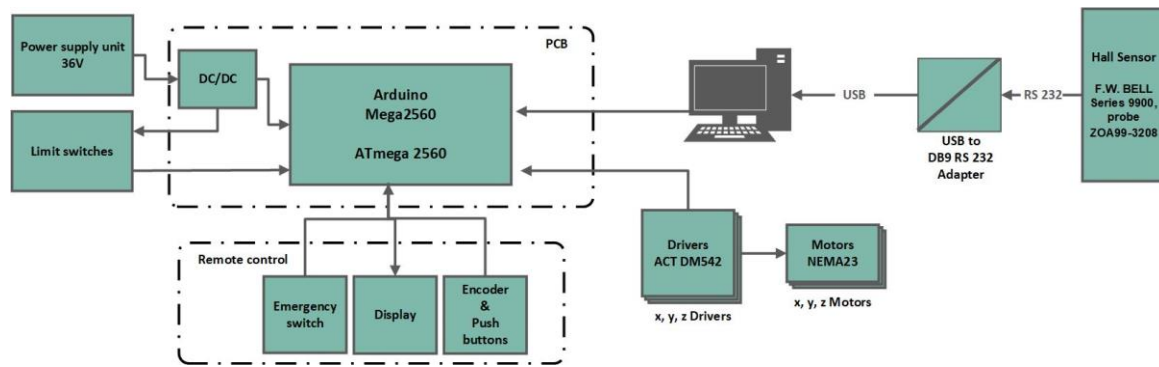 Power supply unit
36V
DC/DC
PCB
Arduino
Mega2560
ATmega 2560
Limit switches
USB
RS 232
USB to
DB9 RS 232
Adapter
Hall Sensor
F.W. BELL
Series 9900,
probe
ZOA99-3208
Remote control
Emergency
switch
Display
Encoder
&
Push
buttons
Drivers
ACT DM542
x, y, z Drivers
Motors
NEMA23
x, y, z Motors